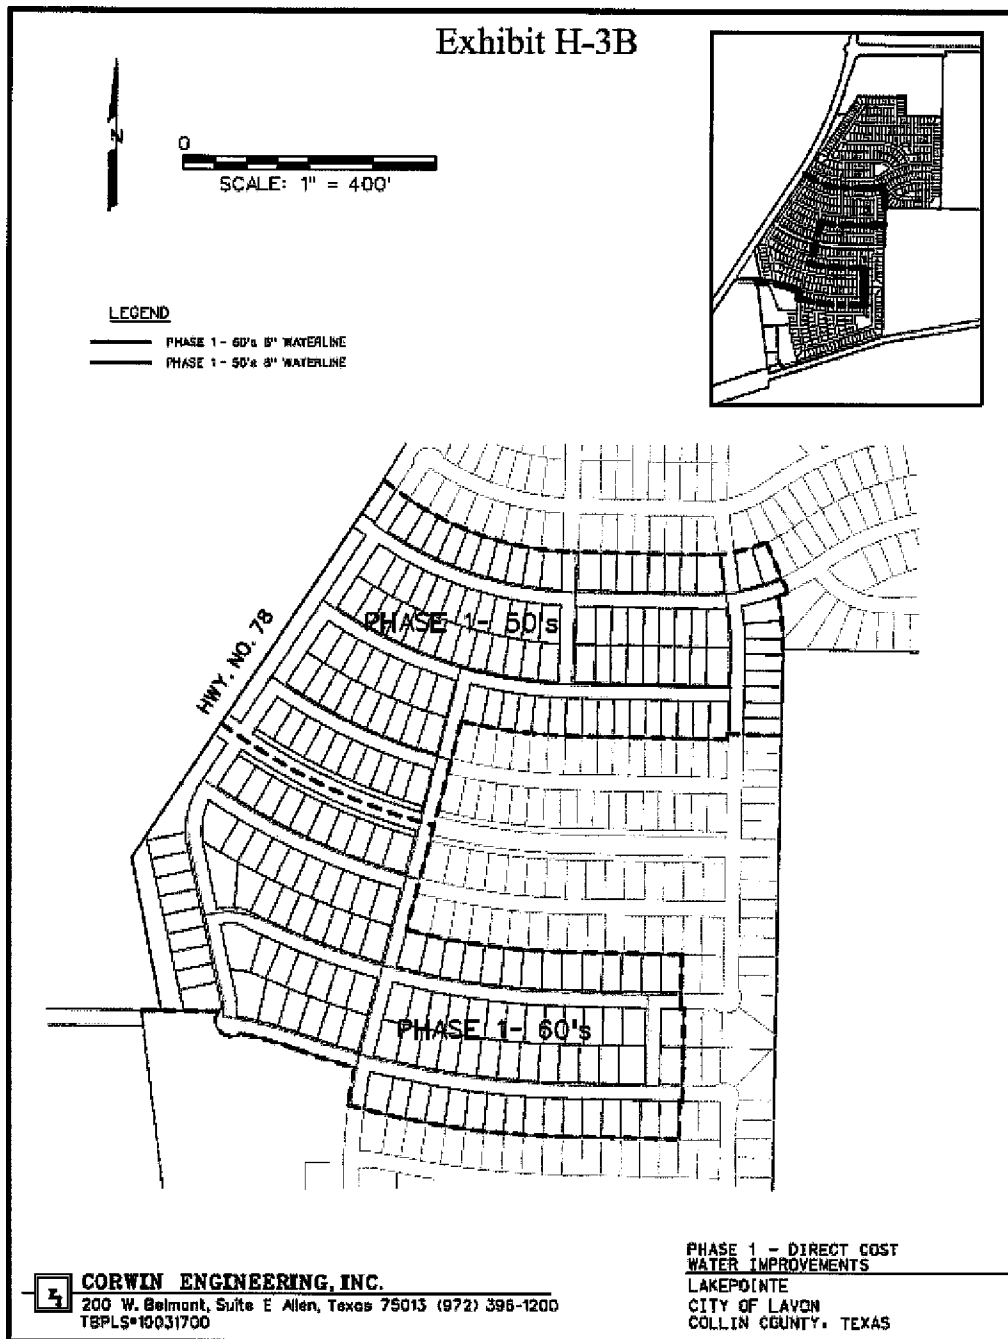 Exhibit H-3B
N
0
SCALE: 1" = 400'
LEGEND
PHASE 1 - 60's 8" WATERLINE
PHASE 1 - 50's 8" WATERLINE
HWY. NO. 78
PHASE 1- 50's
PHASE 1- 60's
CORWIN ENGINEERING, INC.
200 W. Belmont, Suite E Allen, Texas 75013 (972) 396-1200
TBPLS#10031700
PHASE 1 - DIRECT COST
WATER IMPROVEMENTS
LAKEPOINTE
CITY OF LAVON
COLLIN COUNTY, TEXAS